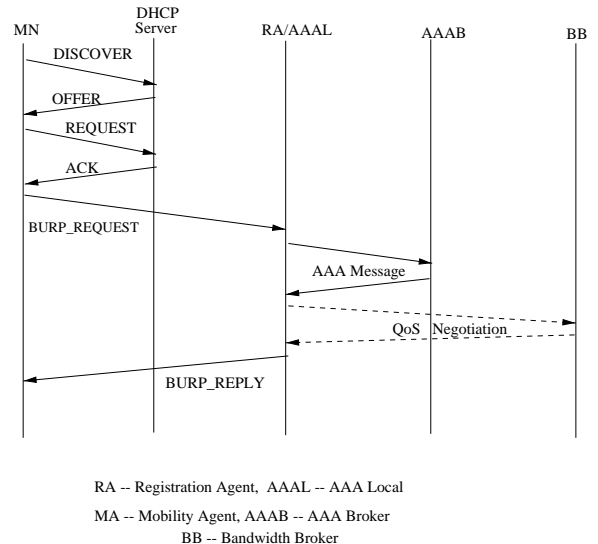 MN
DHCP
Server
RA/AAAL
AAAB
BB
DISCOVER
OFFER
REQUEST
ACK
BURP_REQUEST
AAA Message
QoS Negotiation
BURP_REPLY
RA -- Registration Agent, AAAL -- AAA Local
MA -- Mobility Agent, AAAB -- AAA Broker
BB -- Bandwidth Broker